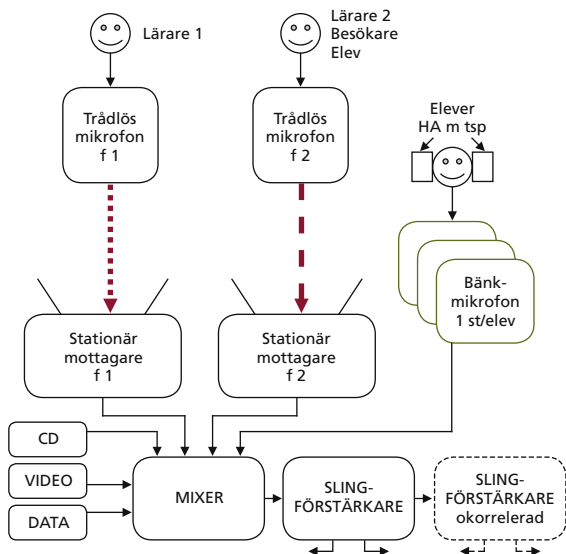 Lärare 1
Lärare 2
Besökare
Elev
Trådlös
mikrofon
f 1
Trådlös
mikrofon
f 2
Elever
HA m tsp
Bänk-
mikrofon
1 st/elev
Stationär
mottagare
f 1
Stationär
mottagare
f 2
CD
VIDEO
DATA
MIXER
SLING-
FÖRSTÄRKARE
SLING-
FÖRSTÄRKARE
okorrelerad